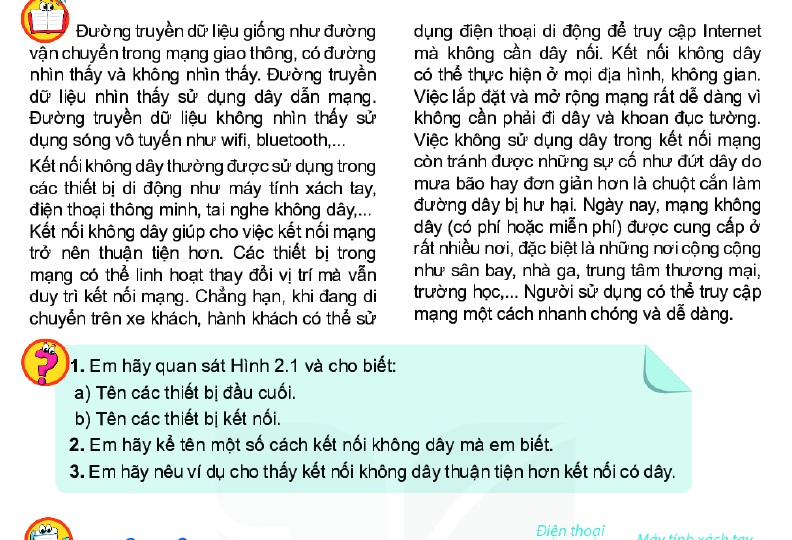 Đường truyền dữ liệu giống như đường
vận chuyển trong mạng giao thông, có đường
nhìn thấy và không nhìn thấy. Đường truyền
dữ liệu nhìn thấy sử dụng dây dẫn mạng.
Đường truyền dữ liệu không nhìn thấy sử
dụng sóng vô tuyến như wifi, bluetooth,...
Kết nối không dây thường được sử dụng trong
các thiết bị di động như máy tính xách tay,
điện thoại thông minh, tai nghe không dây,...
Kết nối không dây giúp cho việc kết nối mạng
trở nên thuận tiện hơn. Các thiết bị trong
mạng có thể linh hoạt thay đổi vị trí mà vẫn
duy trì kết nối mạng. Chẳng hạn, khi đang di
chuyển trên xe khách, hành khách có thể sử
dụng điện thoại di động để truy cập Internet
mà không cần dây nối. Kết nối không dây
có thể thực hiện ở mọi địa hình, không gian.
Việc lắp đặt và mở rộng mạng rất dễ dàng vì
không cần phải đi dây và khoan đục tường.
Việc không sử dụng dây trong kết nối mạng
còn tránh được những sự cố như đứt dây do
mưa bão hay đơn giản hơn là chuột cắn làm
đường dây bị hư hại. Ngày nay, mạng không
dây (có phí hoặc miễn phí) được cung cấp ở
rất nhiều nơi, đặc biệt là những nơi cộng cộng
như sân bay, nhà ga, trung tâm thương mại,
trường học,... Người sử dụng có thể truy cập
mạng một cách nhanh chóng và dễ dàng.
1. Em hãy quan sát Hình 2.1 và cho biết:
a) Tên các thiết bị đầu cuối.
b) Tên các thiết bị kết nối.
2. Em hãy kể tên một số cách kết nối không dây mà em biết.
3. Em hãy nêu ví dụ cho thấy kết nối không dây thuận tiện hơn kết nối có dây.
Điện thoại
Máy tính xách tay